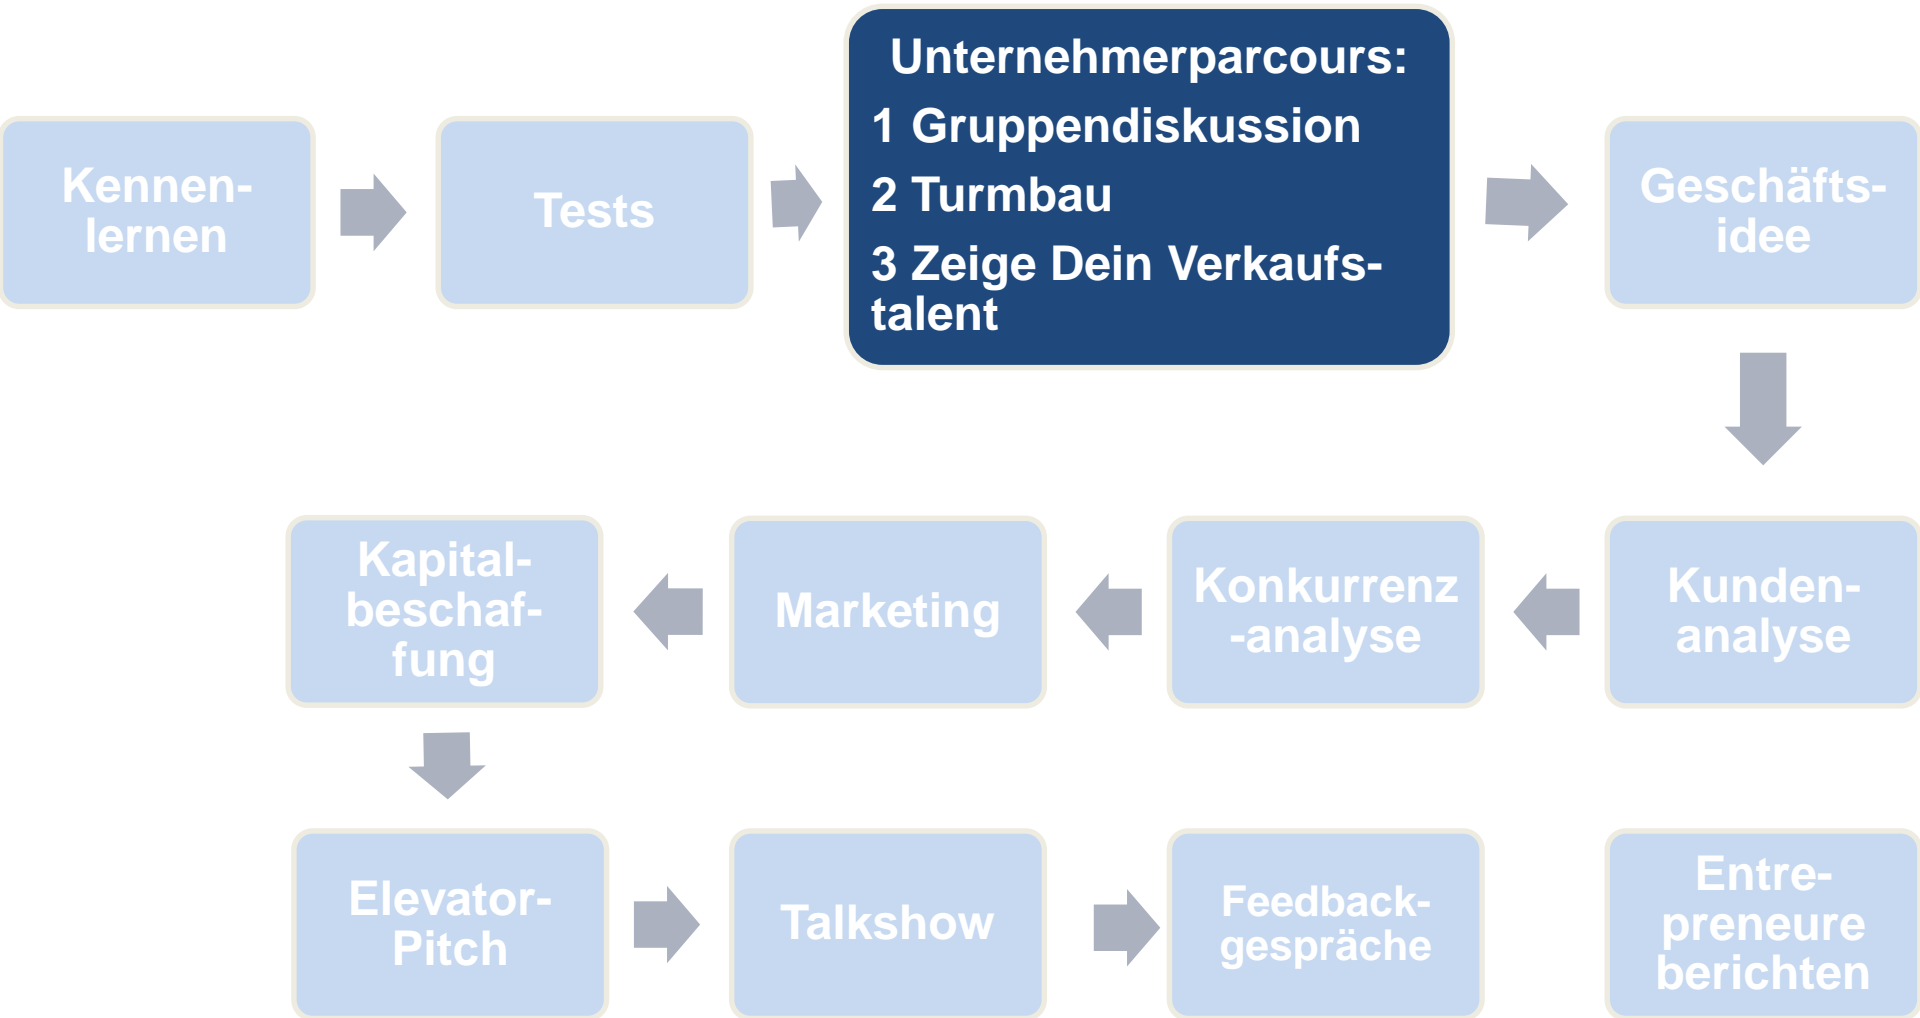 Kennen-
lernen
Tests
Unternehmerparcours:
1 Gruppendiskussion
2 Turmbau
3 Zeige Dein Verkaufs-
talent
Geschäfts-
idee
Kunden-
analyse
Konkurrenz
-analyse
Marketing
Kapital-
beschaf-
fung
Elevator-
Pitch
Talkshow
Feedback-
gespräche
Entre-
preneure
berichten